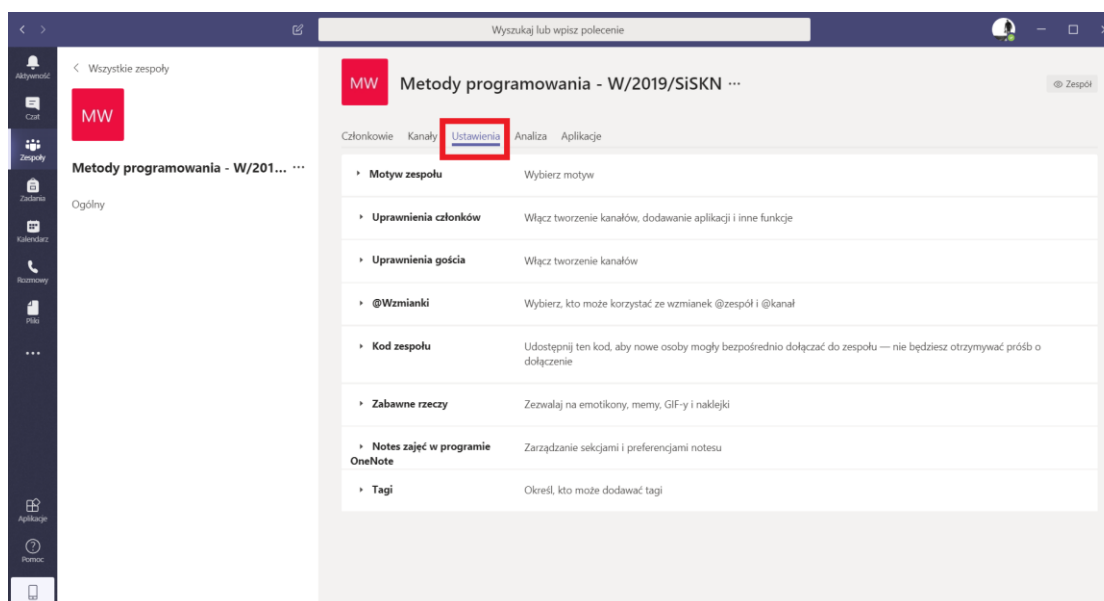 Wyszukaj lub wpisz polecenie
Aktywność
Czat
Zespoły
Zadania
Kalendarz
Rozmowy
Pliki
Aplikacje
Pomoc
Wszystkie zespoły
MW
Metody programowania - W/201... ...
Ogólny
MW
Metody programowania - W/2019/SiSKN ...
Zespół
Członkowie Kanały Ustawienia Analiza Aplikacje
Motyw zespołu Wybierz motyw
Uprawnienia członków Włącz tworzenie kanałów, dodawanie aplikacji i inne funkcje
Uprawnienia gościa Włącz tworzenie kanałów
@Wzmianki Wybierz, kto może korzystać ze wzmianek @zespół i @kanał
Kod zespołu Udostępnij ten kod, aby nowe osoby mogły bezpośrednio dołączać do zespołu — nie będziesz otrzymywać próśb o
dołączenie
Zabawne rzeczy Zezwalaj na emotikony, memy, GIF-y i naklejki
Notes zajęć w programie Zarządzanie sekcjami i preferencjami notesu
OneNote
Tagi Określ, kto może dodawać tagi